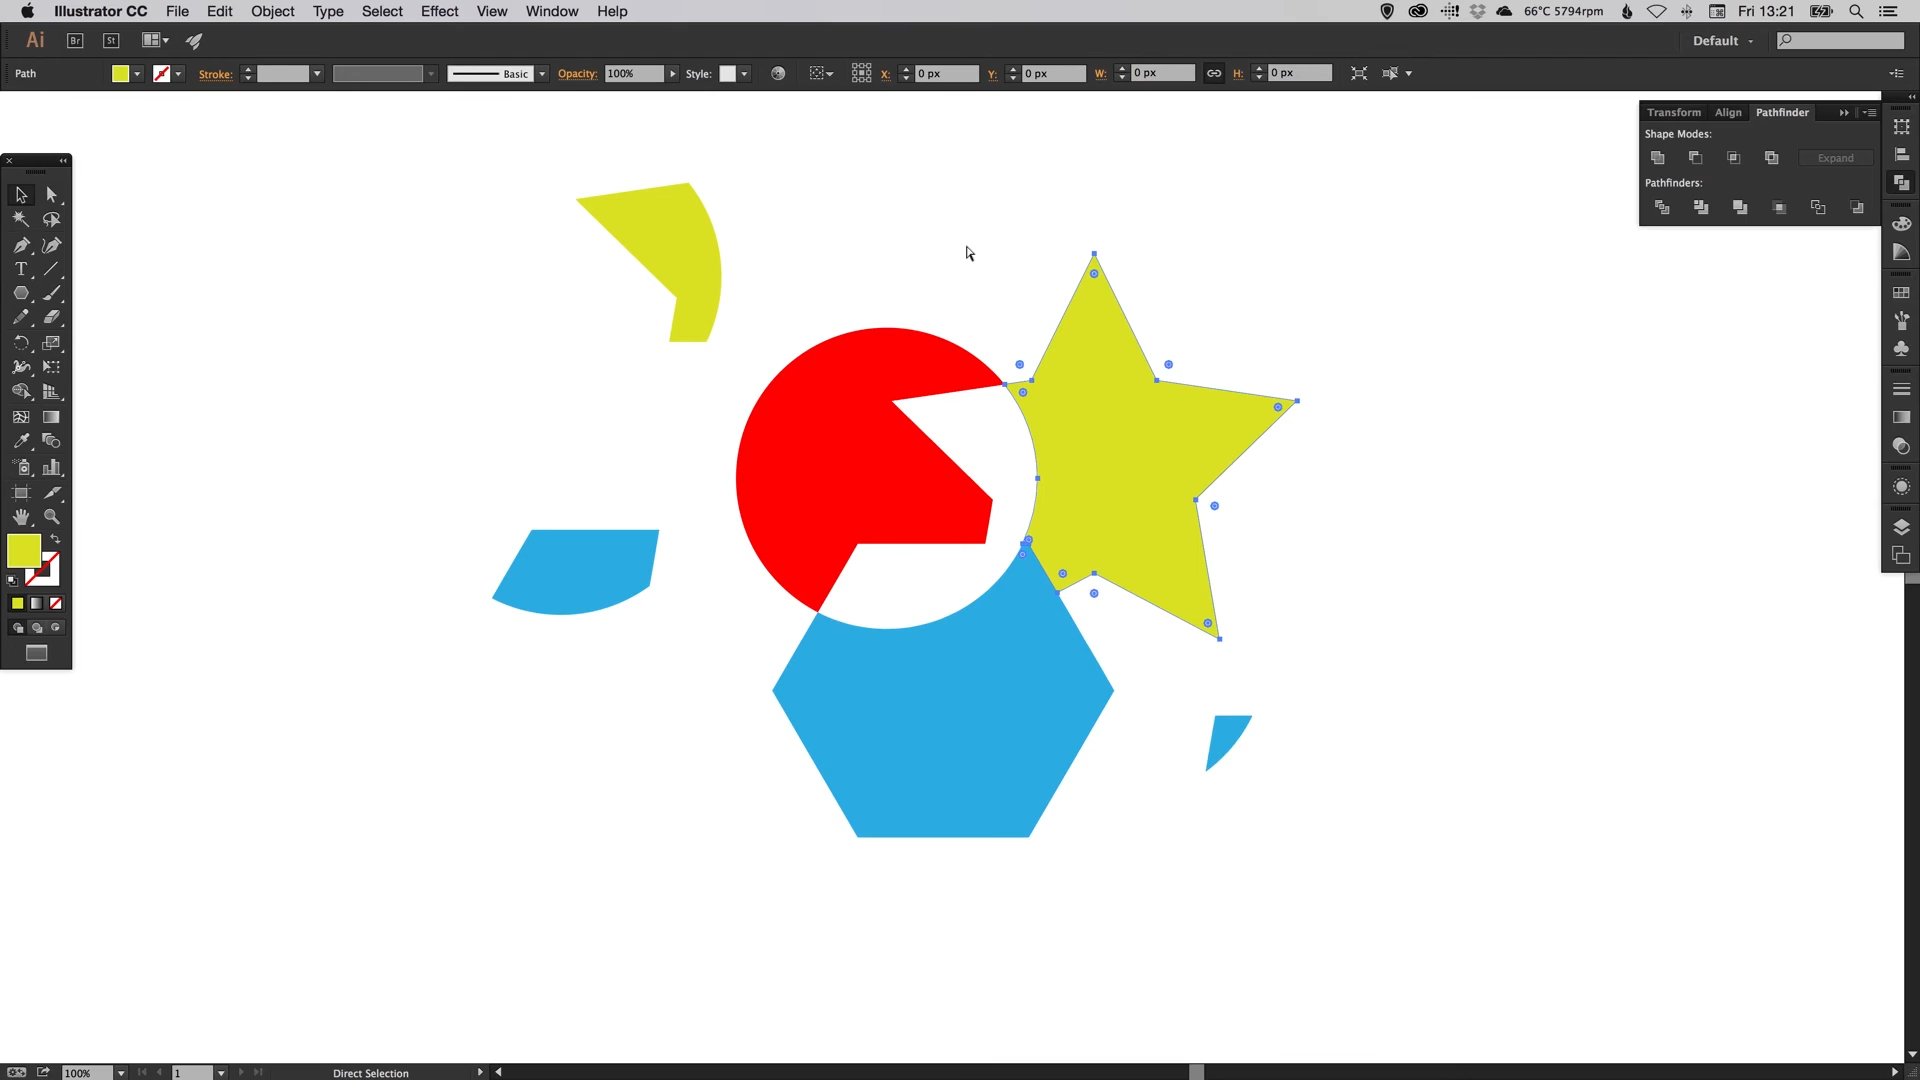 Illustrator CC File Edit Object Type Select Effect View Window Help 66°C 5794rpm Fri 13:21
Ai Br St Default
Path Stroke: Basic Opacity: 100% Style: X: 0 px Y: 0 px W: 0 px H: 0 px
Transform Align Pathfinder
Shape Modes:
Expand
Pathfinders:
T
100% 1 Direct Selection